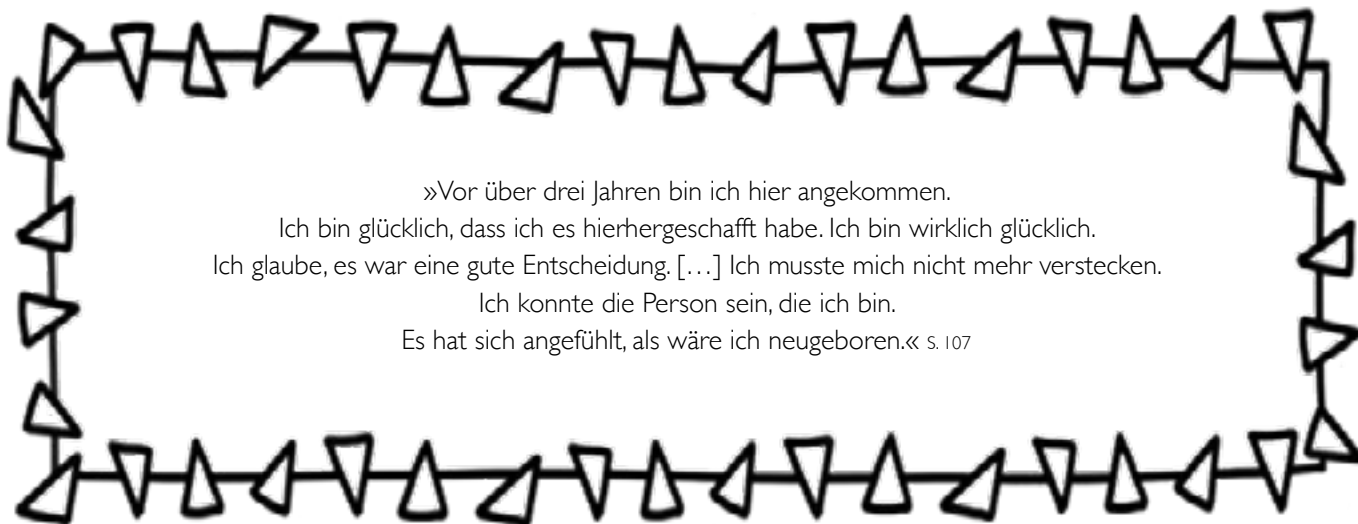 »Vor über drei Jahren bin ich hier angekommen.
Ich bin glücklich, dass ich es hierhergeschafft habe. Ich bin wirklich glücklich.
Ich glaube, es war eine gute Entscheidung. […] Ich musste mich nicht mehr verstecken.
Ich konnte die Person sein, die ich bin.
Es hat sich angefühlt, als wäre ich neugeboren.« S. 107